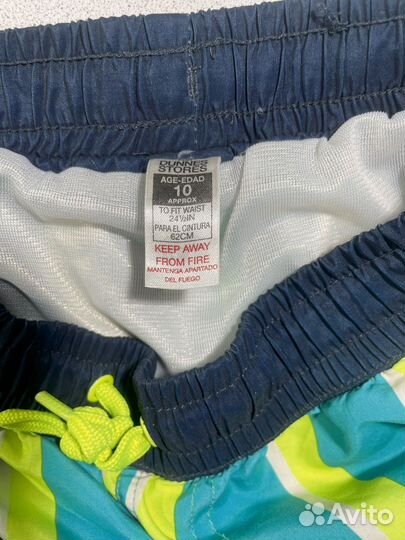 DUNNES
STORES
AGE-EDAD
10
APPROX
TO FIT WAIST
24½IN
PARA EL CINTURA
62CM
KEEP AWAY
FROM FIRE
MANTENGA APARTADO
DEL FUEGO
Avito